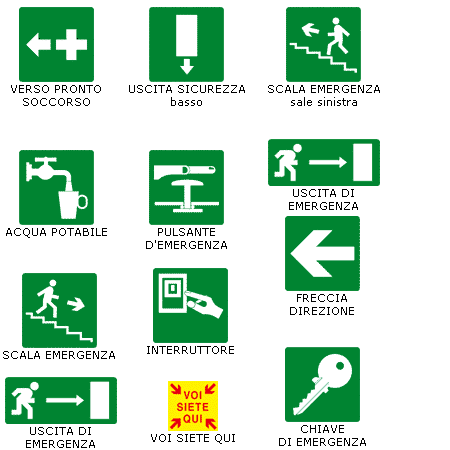 VERSO PRONTO
SOCCORSO
USCITA SICUREZZA
basso
SCALA EMERGENZA
sale sinistra
ACQUA POTABILE
PULSANTE
D'EMERGENZA
USCITA DI
EMERGENZA
FRECCIA
DIREZIONE
SCALA EMERGENZA
INTERRUTTORE
USCITA DI
EMERGENZA
VOI
SIETE
QUI
VOI SIETE QUI
CHIAVE
DI EMERGENZA